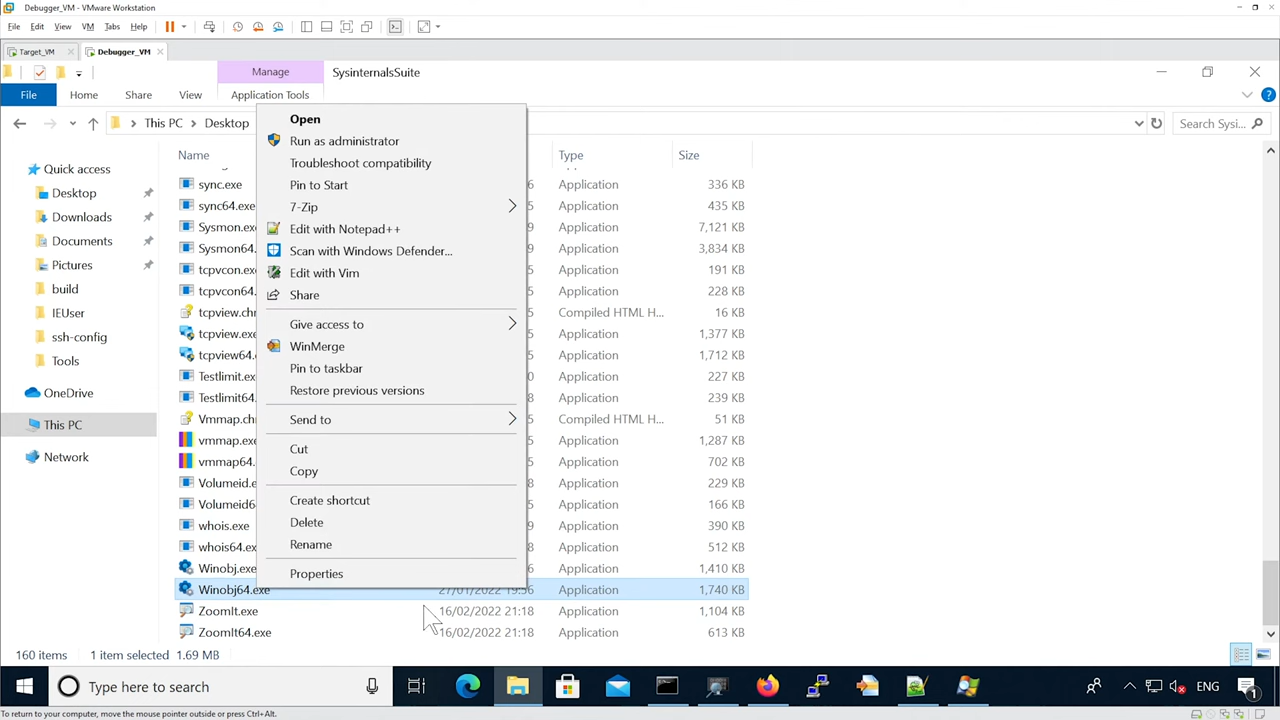 Debugger_VM - VMware Workstation
File Edit View VM Tabs Help
Target_VM Debugger_VM
Manage SysinternalsSuite
File Home Share View Application Tools
This PC Desktop Search Sysi...
Name Type Size
Quick access
Desktop
Downloads
Documents
Pictures
build
IEUser
ssh-config
Tools
OneDrive
This PC
Network
sync.exe 6 Application 336 KB
sync64.exe 5 Application 435 KB
Sysmon.exe 9 Application 7,121 KB
Sysmon64. 9 Application 3,834 KB
tcpvcon.ex 5 Application 191 KB
tcpvcon64. 5 Application 228 KB
tcpview.chr 5 Compiled HTML H... 16 KB
tcpview.exe 5 Application 1,377 KB
tcpview64.e 5 Application 1,712 KB
Testlimit.ex 0 Application 227 KB
Testlimit64. 8 Application 239 KB
Vmmap.chr 5 Compiled HTML H... 51 KB
vmmap.exe 5 Application 1,287 KB
vmmap64. 5 Application 702 KB
Volumeid.e 8 Application 229 KB
Volumeid6 5 Application 166 KB
whois.exe 9 Application 390 KB
whois64.ex 8 Application 512 KB
Winobj.exe 6 Application 1,410 KB
Winobj64.exe 27/01/2022 19:56 Application 1,740 KB
ZoomIt.exe 16/02/2022 21:18 Application 1,104 KB
ZoomIt64.exe 16/02/2022 21:18 Application 613 KB
Open
Run as administrator
Troubleshoot compatibility
Pin to Start
7-Zip
Edit with Notepad++
Scan with Windows Defender...
Edit with Vim
Share
Give access to
WinMerge
Pin to taskbar
Restore previous versions
Send to
Cut
Copy
Create shortcut
Delete
Rename
Properties
160 items 1 item selected 1.69 MB
Type here to search
ENG
1
To return to your computer, move the mouse pointer outside or press Ctrl+Alt.